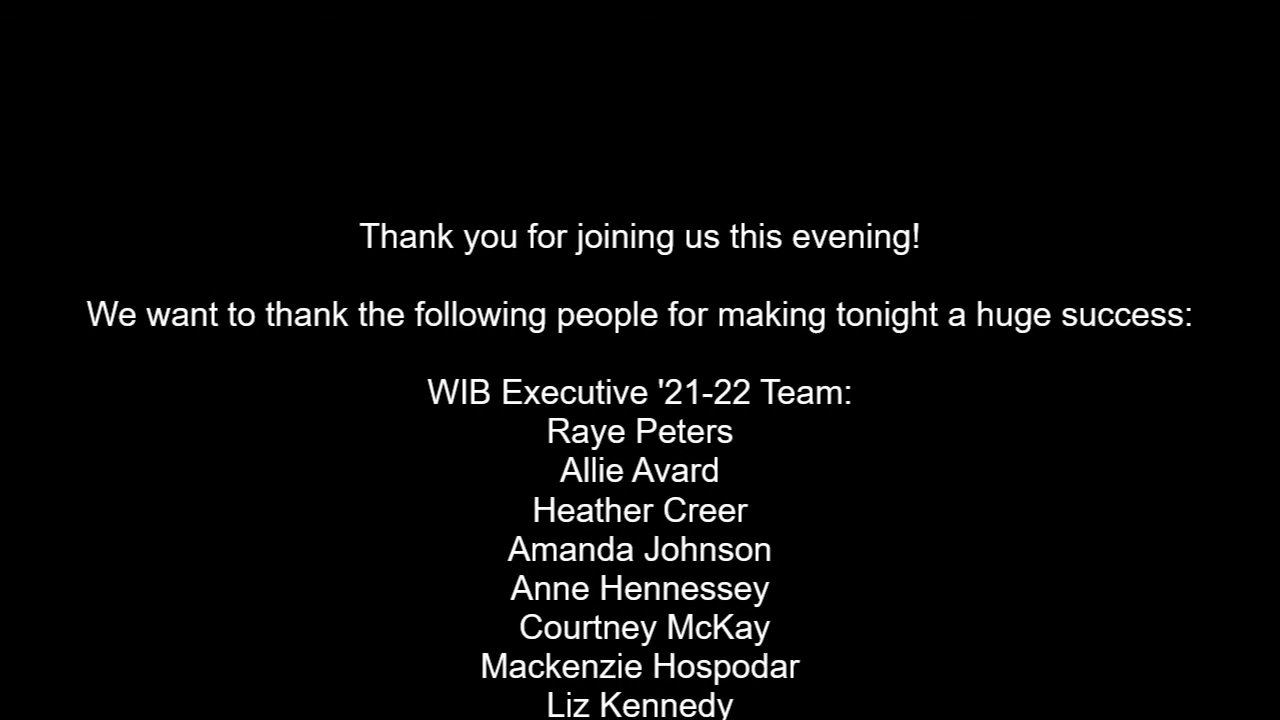 Thank you for joining us this evening!
We want to thank the following people for making tonight a huge success:
WIB Executive '21-22 Team:
Raye Peters
Allie Avard
Heather Creer
Amanda Johnson
Anne Hennessey
Courtney McKay
Mackenzie Hospodar
Liz Kennedy